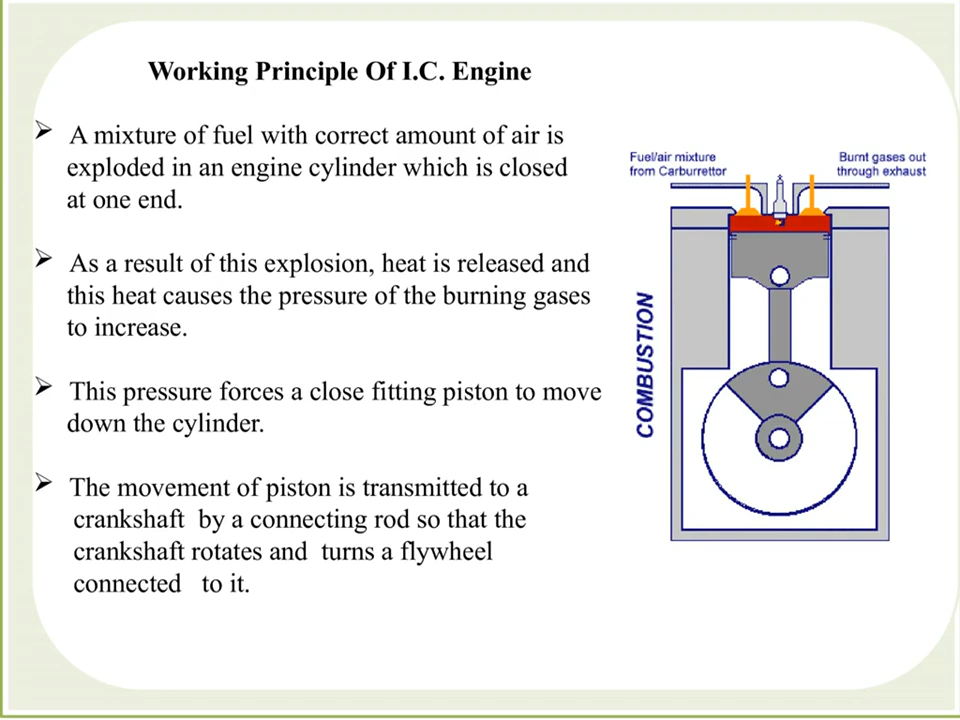 Working Principle Of I.C. Engine
➢ A mixture of fuel with correct amount of air is
exploded in an engine cylinder which is closed
at one end.
➢ As a result of this explosion, heat is released and
this heat causes the pressure of the burning gases
to increase.
➢ This pressure forces a close fitting piston to move
down the cylinder.
➢ The movement of piston is transmitted to a
crankshaft by a connecting rod so that the
crankshaft rotates and turns a flywheel
connected to it.
Fuel/air mixture
from Carburrettor
Burnt gases out
through exhaust
COMBUSTION